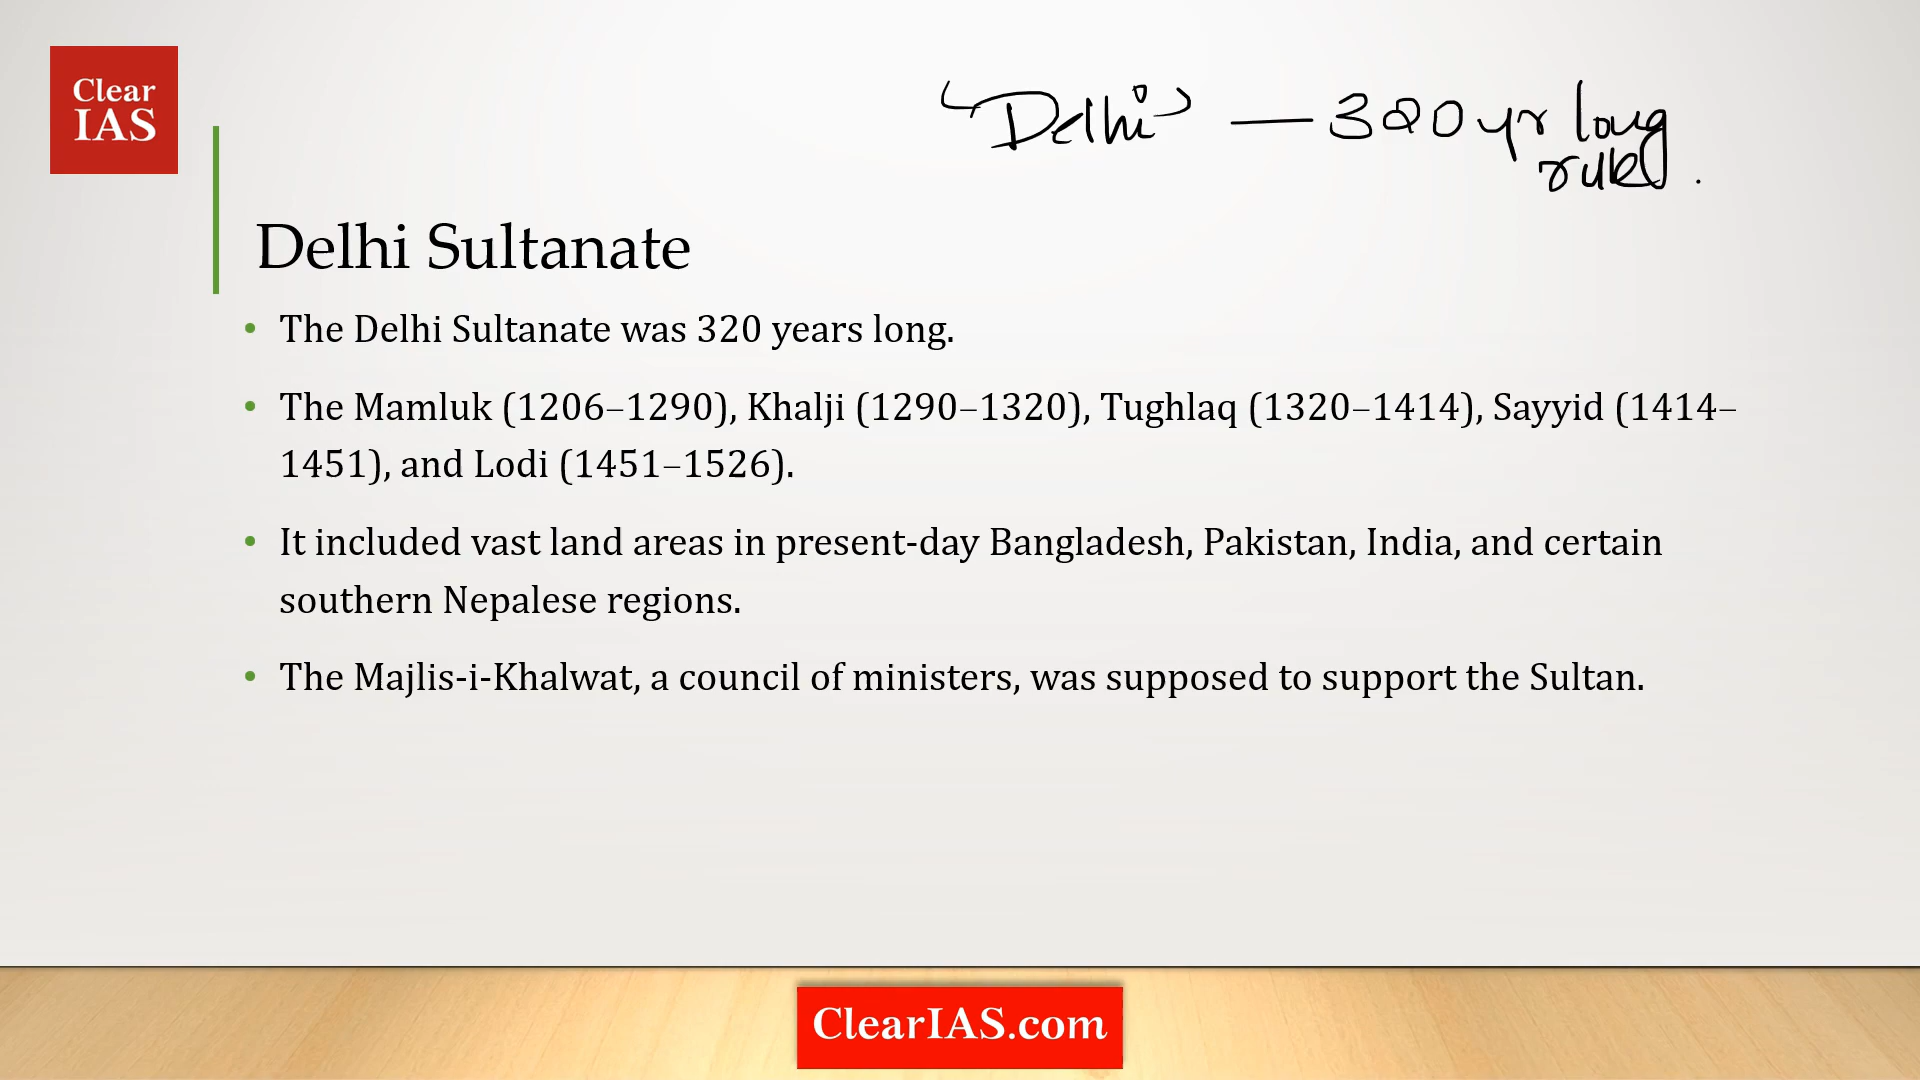 Clear
IAS
"Delhi" — 320 yr long
rule.
Delhi Sultanate
• The Delhi Sultanate was 320 years long.
• The Mamluk (1206–1290), Khalji (1290–1320), Tughlaq (1320–1414), Sayyid (1414–
1451), and Lodi (1451–1526).
• It included vast land areas in present-day Bangladesh, Pakistan, India, and certain
southern Nepalese regions.
• The Majlis-i-Khalwat, a council of ministers, was supposed to support the Sultan.
ClearIAS.com